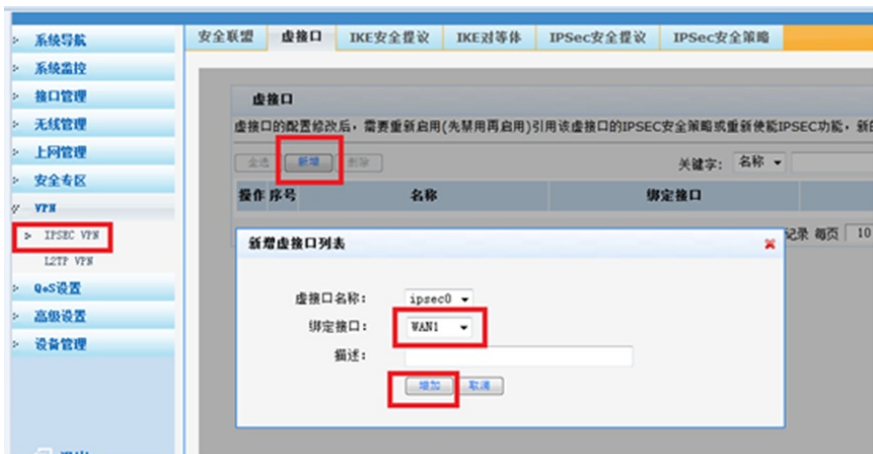 安全联盟 虚接口 IKE安全提议 IKE对等体 IPSec安全提议 IPSec安全策略
系统导航
系统监控
接口管理
无线管理
上网管理
安全专区
VPN
IPSEC VPN
L2TP VPN
QoS设置
高级设置
设备管理
虚接口
虚接口的配置修改后，需要重新启用(先禁用再启用)引用该虚接口的IPSEC安全策略或重新使能IPSEC功能，新的
全选 新增 删除 关键字： 名称
操作 序号 名称 绑定接口
记录 每页 10
新增虚接口列表
虚接口名称： ipsec0
绑定接口： WAN1
描述：
增加 取消